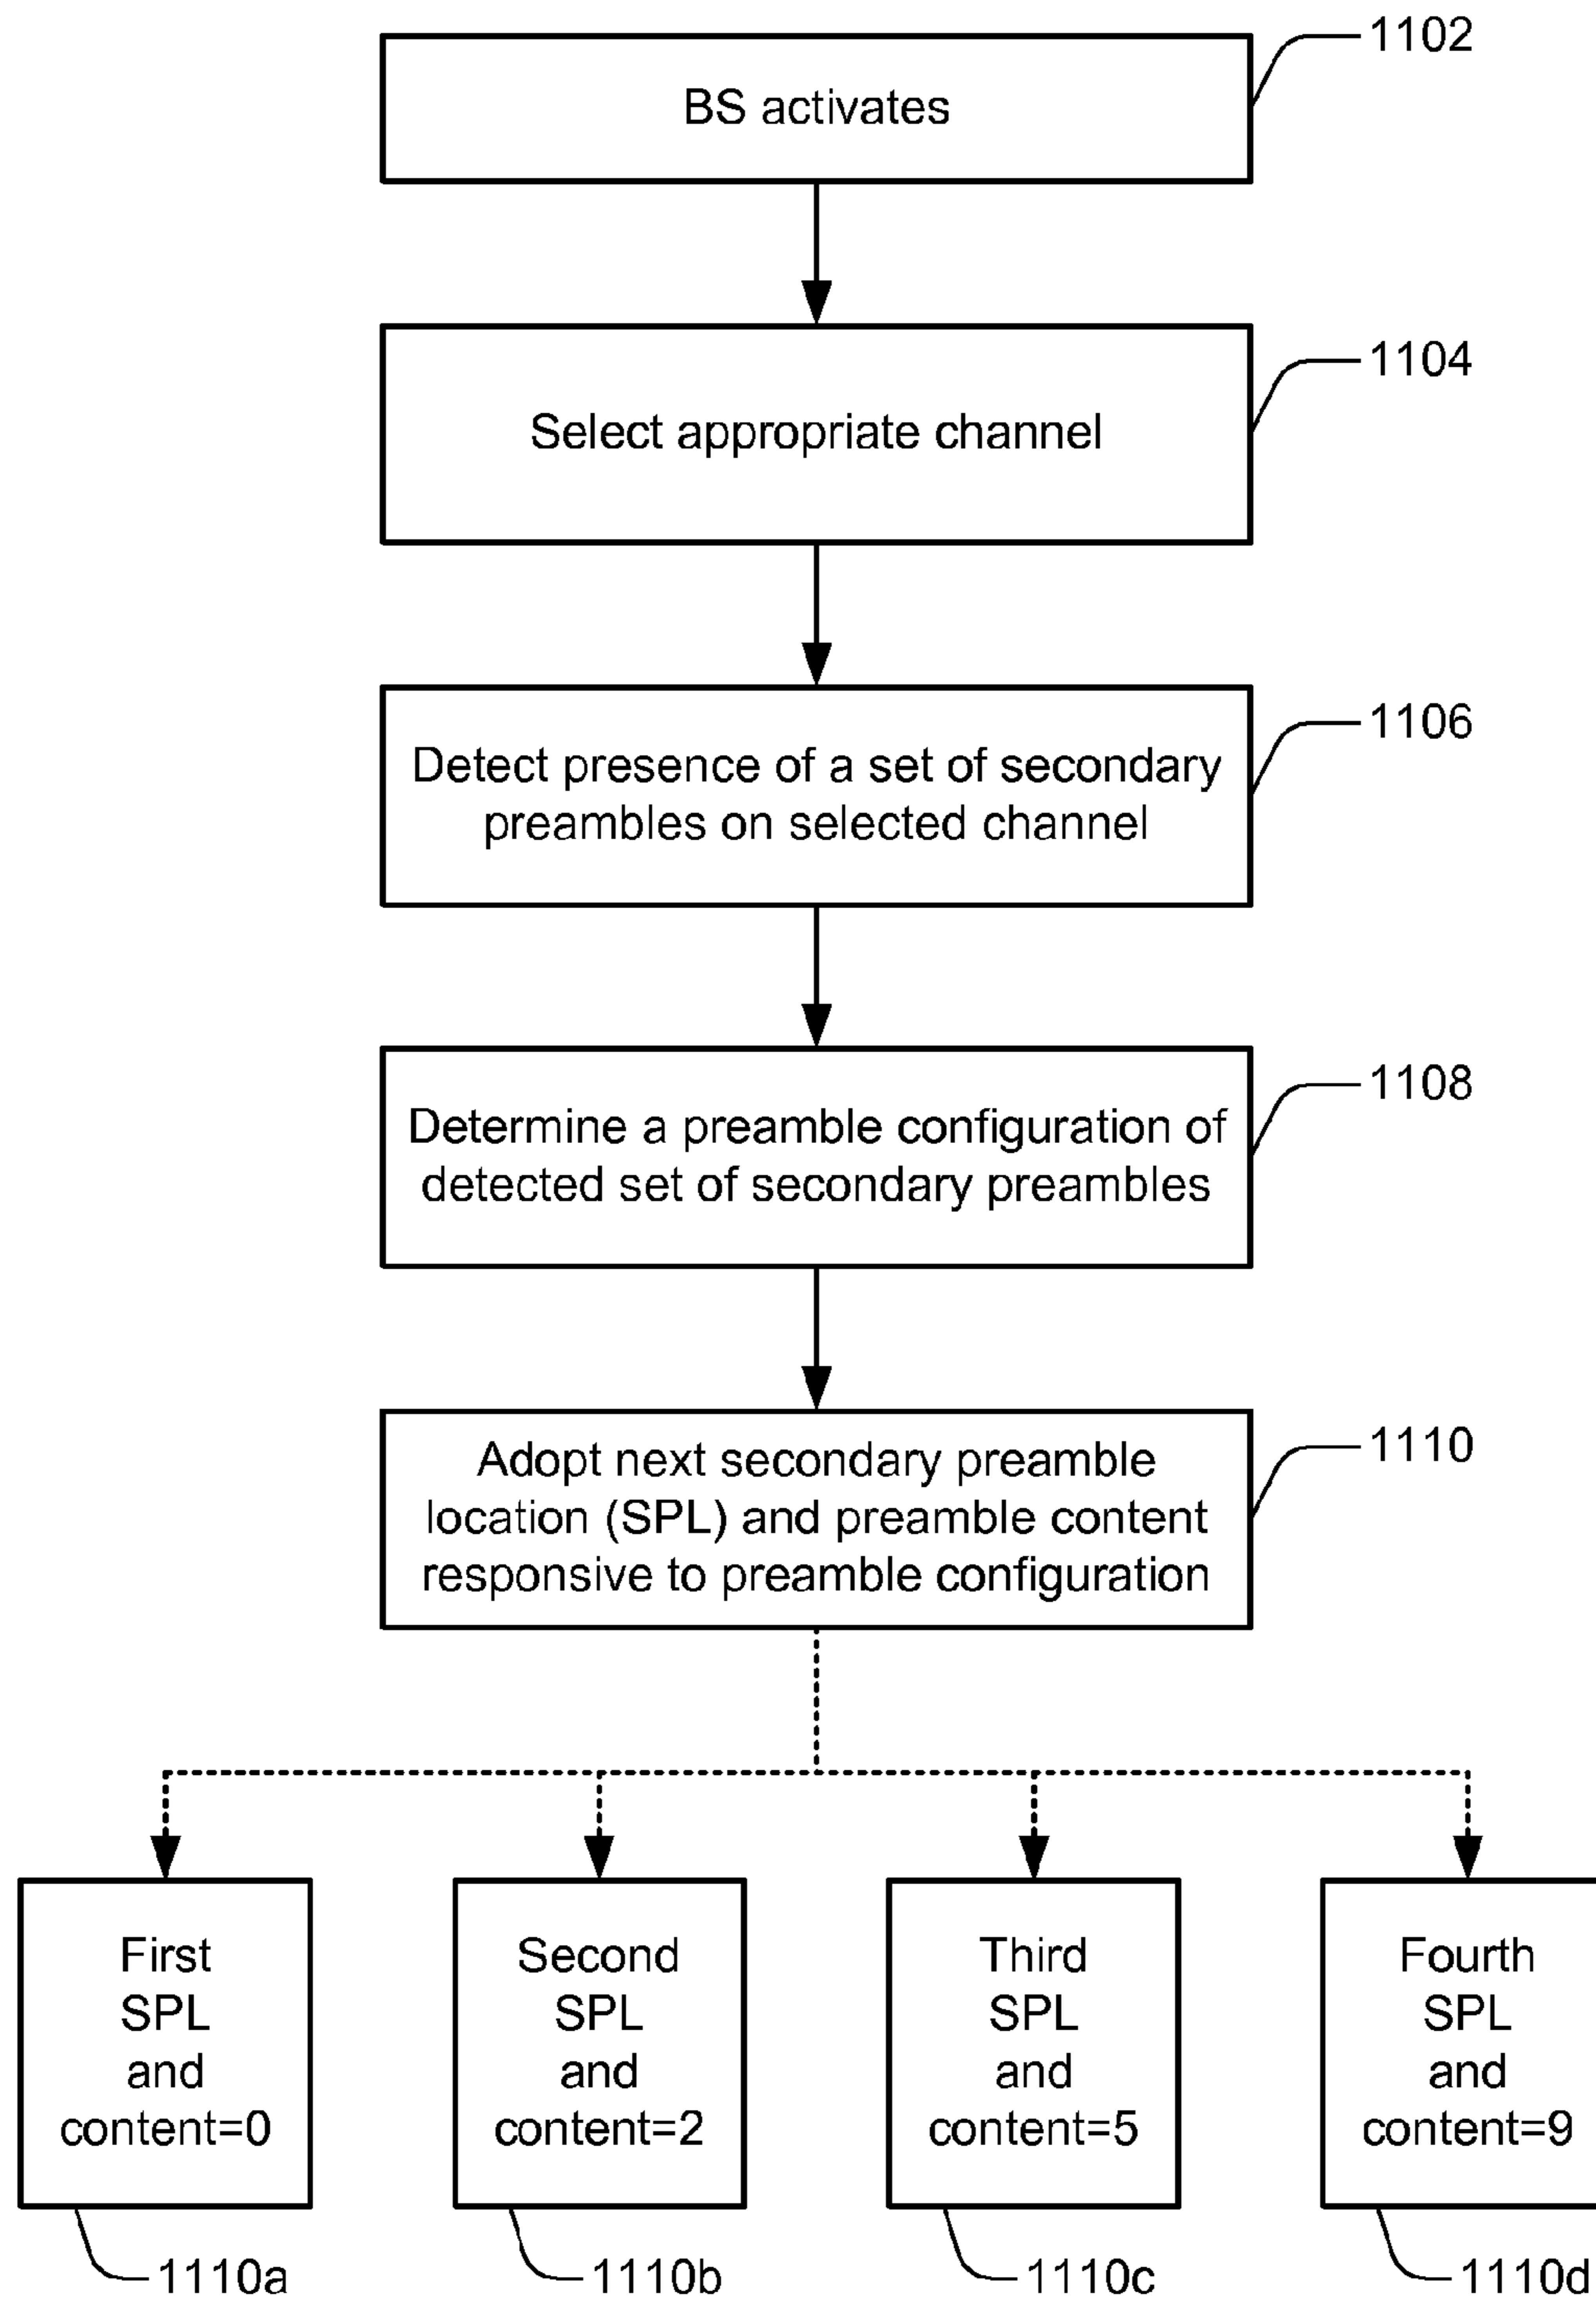 1102
BS activates
1104
Select appropriate channel
1106
Detect presence of a set of secondary
preambles on selected channel
1108
Determine a preamble configuration of
detected set of secondary preambles
1110
Adopt next secondary preamble
location (SPL) and preamble content
responsive to preamble configuration
First
SPL
and
content=0
1110a
Second
SPL
and
content=2
1110b
Third
SPL
and
content=5
1110c
Fourth
SPL
and
content=9
1110d